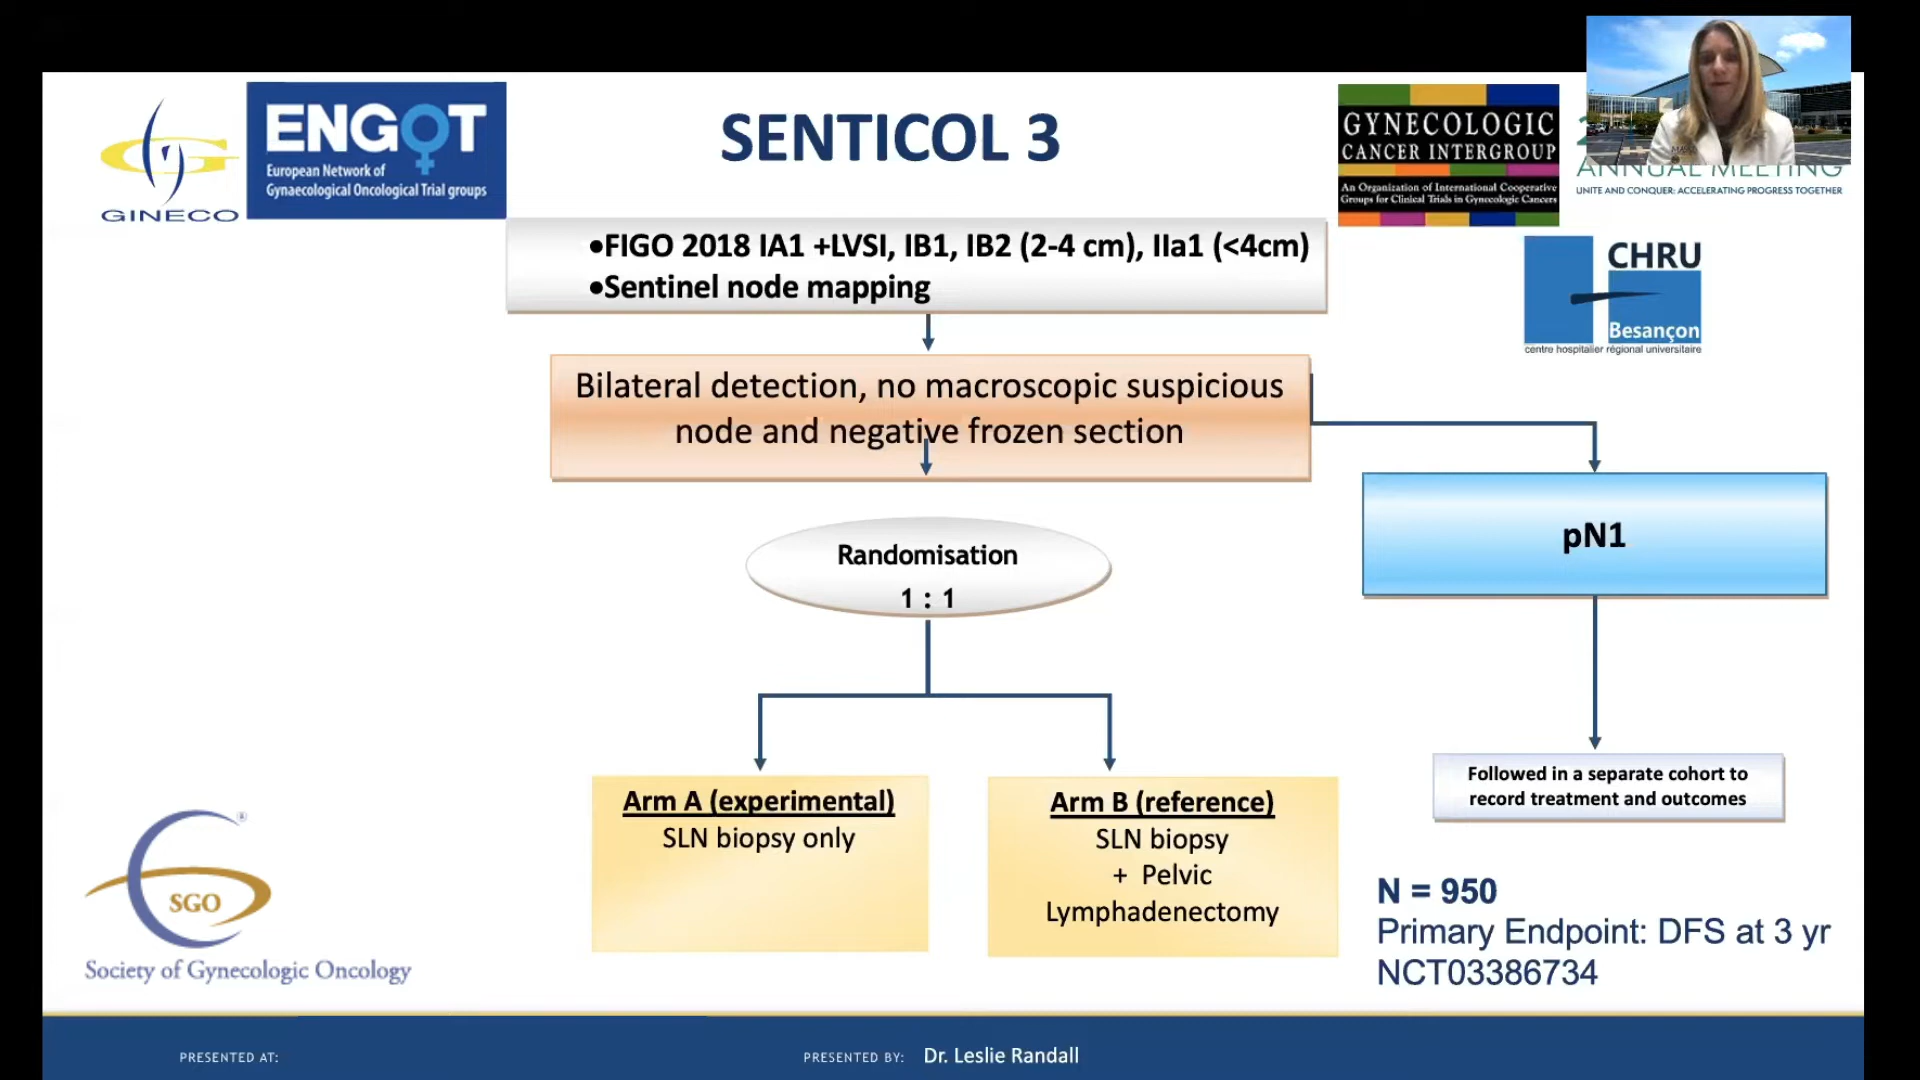 GINECO
ENGOT
European Network of
Gynaecological Oncological Trial groups
SENTICOL 3
GYNECOLOGIC
CANCER INTERGROUP
An Organization of International Cooperative
Groups for Clinical Trials in Gynecologic Cancers
ANNUAL MEETING
UNITE AND CONQUER: ACCELERATING PROGRESS TOGETHER
CHRU
Besançon
centre hospitalier régional universitaire
•FIGO 2018 IA1 +LVSI, IB1, IB2 (2-4 cm), IIa1 (<4cm)
•Sentinel node mapping
Bilateral detection, no macroscopic suspicious
node and negative frozen section
pN1
Randomisation
1 : 1
Followed in a separate cohort to
record treatment and outcomes
Arm A (experimental)
SLN biopsy only
Arm B (reference)
SLN biopsy
+ Pelvic
Lymphadenectomy
N = 950
Primary Endpoint: DFS at 3 yr
NCT03386734
SGO
®
Society of Gynecologic Oncology
PRESENTED AT:
PRESENTED BY: Dr. Leslie Randall